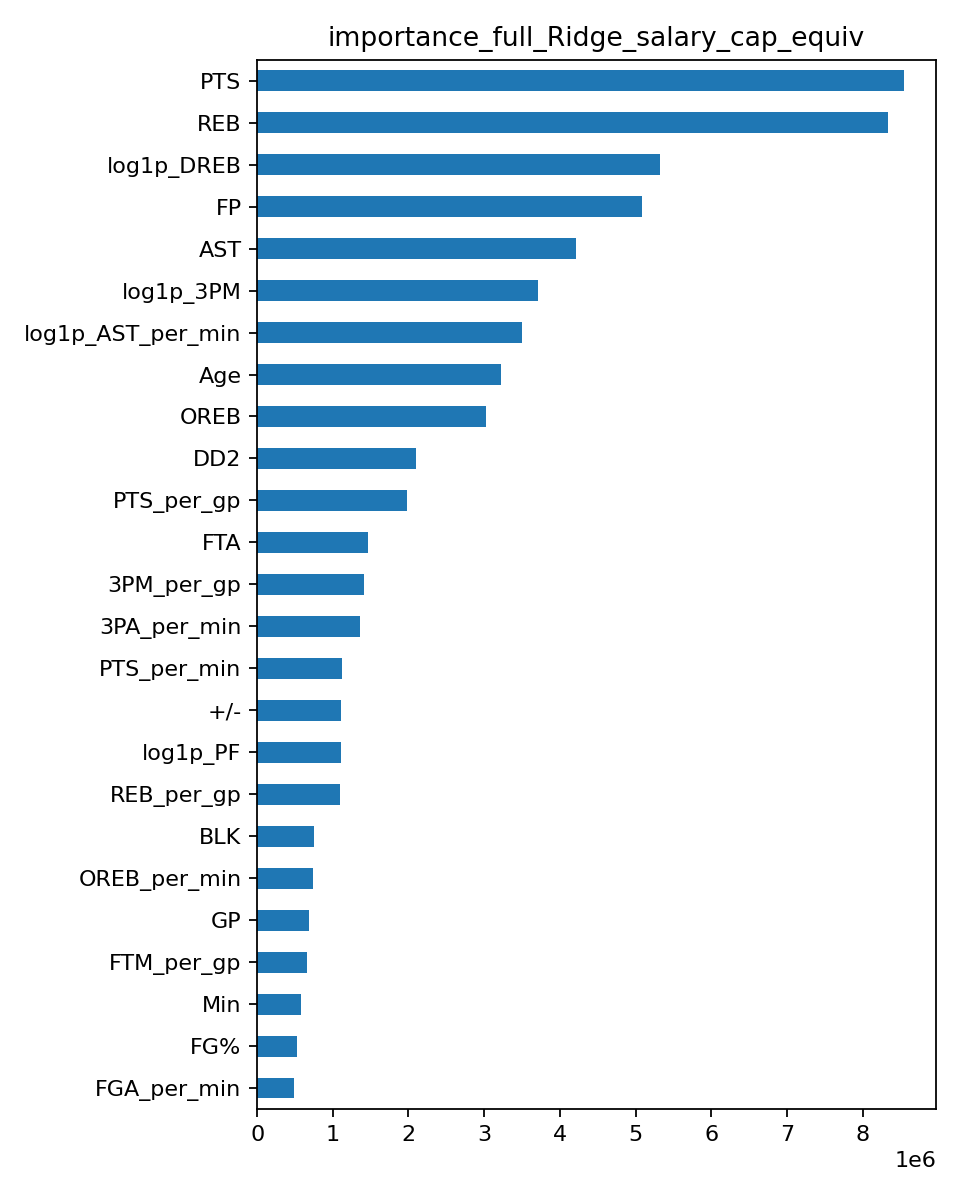 importance_full_Ridge_salary_cap_equiv
PTS
REB
log1p_DREB
FP
AST
log1p_3PM
log1p_AST_per_min
Age
OREB
DD2
PTS_per_gp
FTA
3PM_per_gp
3PA_per_min
PTS_per_min
+/-
log1p_PF
REB_per_gp
BLK
OREB_per_min
GP
FTM_per_gp
Min
FG%
FGA_per_min
0 1 2 3 4 5 6 7 8
1e6